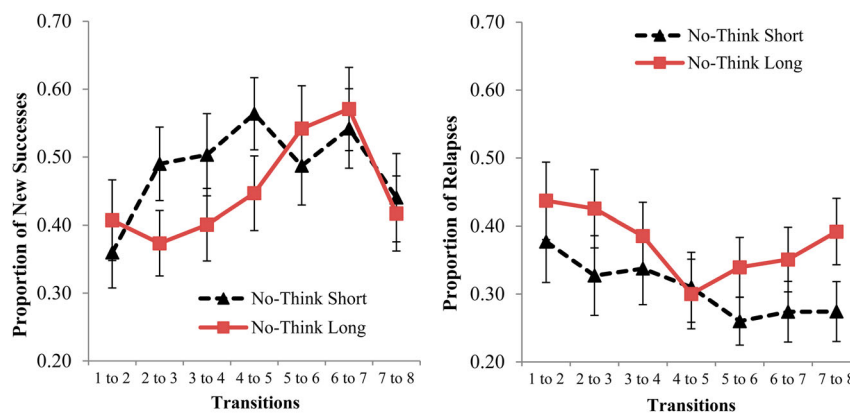 0.70
0.60
0.50
0.40
0.30
0.20
Proportion of New Successes
No-Think Short
No-Think Long
1 to 2 2 to 3 3 to 4 4 to 5 5 to 6 6 to 7 7 to 8
Transitions
0.70
0.60
0.50
0.40
0.30
0.20
Proportion of Relapses
No-Think Short
No-Think Long
1 to 2 2 to 3 3 to 4 4 to 5 5 to 6 6 to 7 7 to 8
Transitions